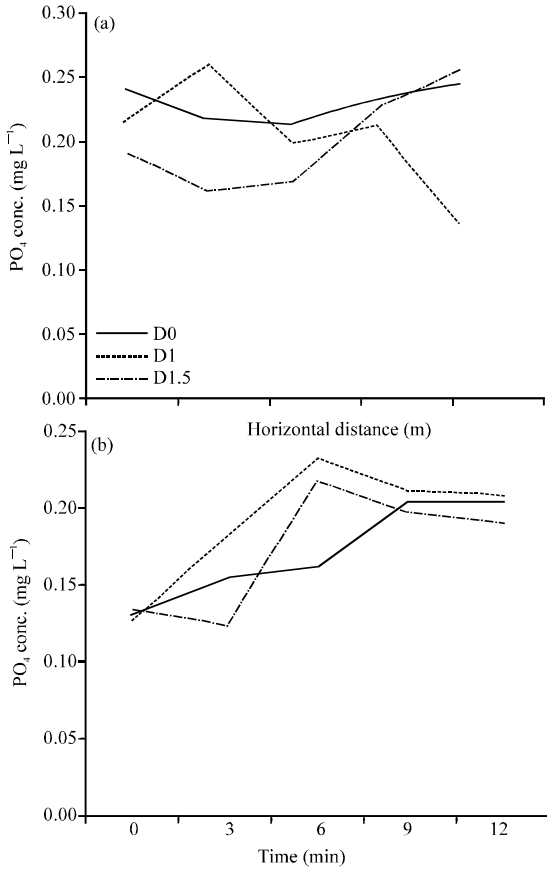 (a)
0.30
0.25
0.20
0.15
0.10
0.05
0.00
PO₄ conc. (mg L⁻¹)
D0
D1
D1.5
Horizontal distance (m)
(b)
0.25
0.20
0.15
0.10
0.05
0.00
PO₄ conc. (mg L⁻¹)
0 3 6 9 12
Time (min)